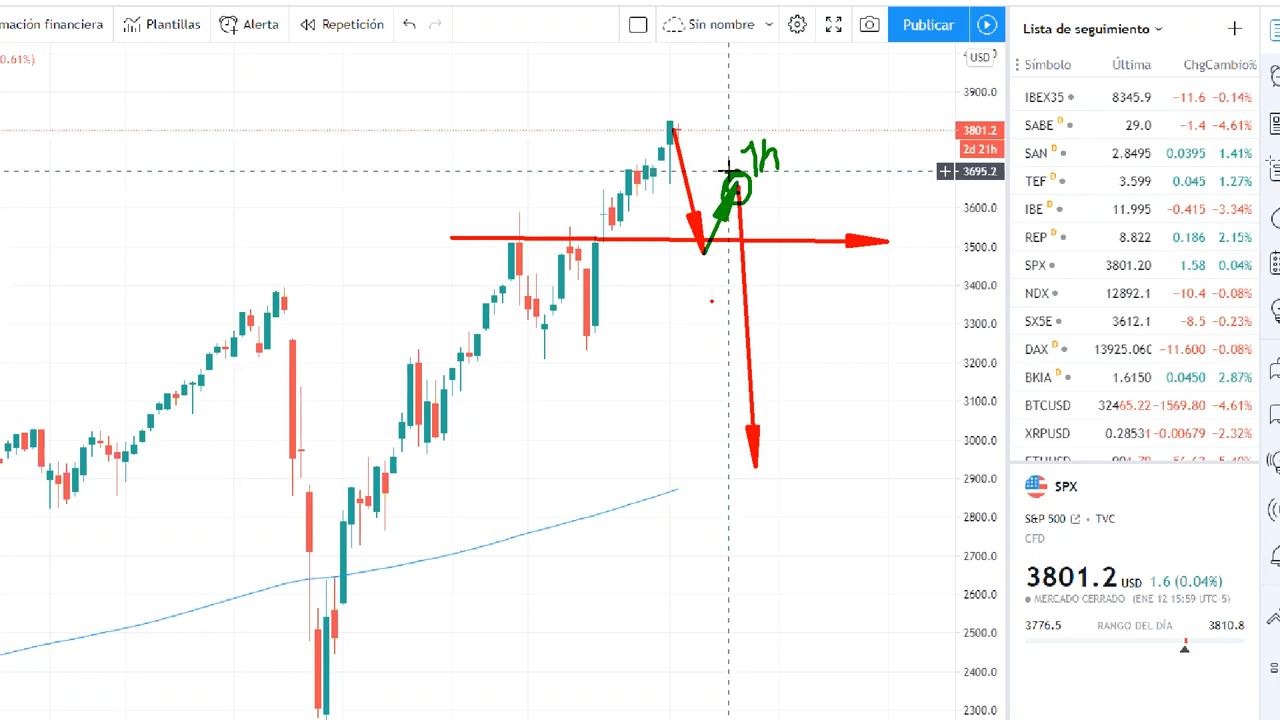 mación financiera Plantillas Alerta Repetición Sin nombre Publicar
0.61%)
USD
3900.0
3801.2
2d 21h
3695.2
3600.0
3500.0
3400.0
3300.0
3200.0
3100.0
3000.0
2900.0
2800.0
2700.0
2600.0
2500.0
2400.0
2300.0
1h
Lista de seguimiento
Símbolo Última Chg Cambio%
IBEX35 8345.9 −11.6 −0.14%
SABE D 29.0 −1.4 −4.61%
SAN D 2.8495 0.0395 1.41%
TEF D 3.599 0.045 1.27%
IBE D 11.995 −0.415 −3.34%
REP D 8.822 0.186 2.15%
SPX 3801.20 1.58 0.04%
NDX 12892.1 −10.4 −0.08%
SX5E 3612.1 −8.5 −0.23%
DAX D 13925.060 −11.600 −0.08%
BKIA D 1.6150 0.0450 2.87%
BTCUSD 32465.22 −1569.80 −4.61%
XRPUSD 0.28531 −0.00679 −2.32%
SPX
S&P 500 • TVC
CFD
3801.2 USD 1.6 (0.04%)
MERCADO CERRADO (ENE 12 15:59 UTC-5)
3776.5 RANGO DEL DÍA 3810.8